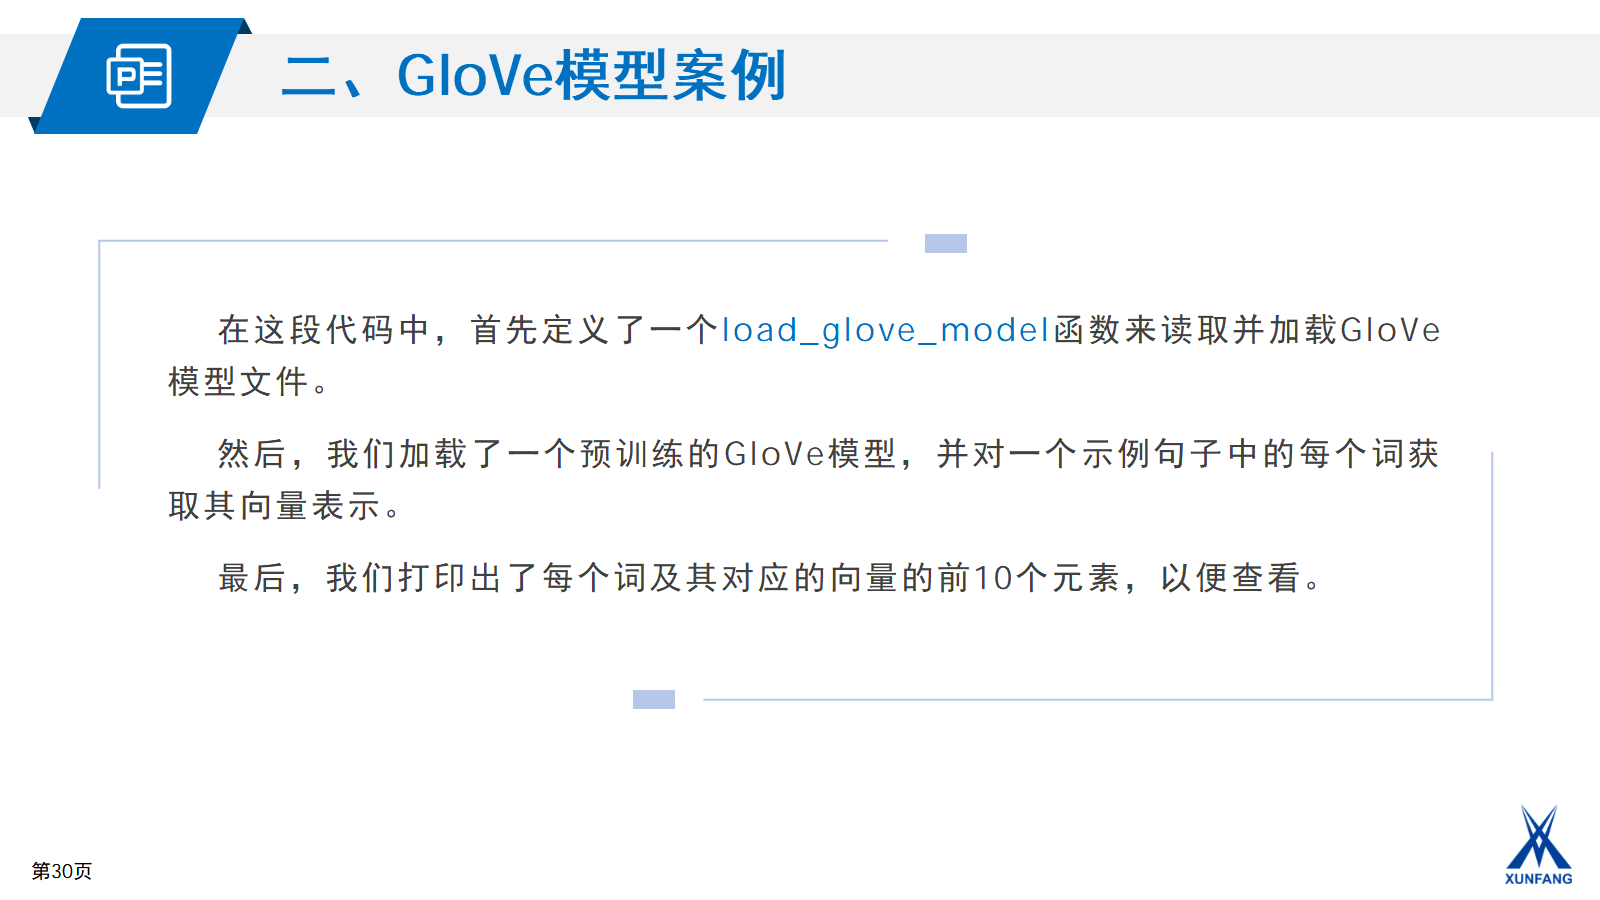 二、GloVe模型案例
在这段代码中，首先定义了一个load_glove_model函数来读取并加载GloVe
模型文件。
然后，我们加载了一个预训练的GloVe模型，并对一个示例句子中的每个词获
取其向量表示。
最后，我们打印出了每个词及其对应的向量的前10个元素，以便查看。
第30页
XUNFANG